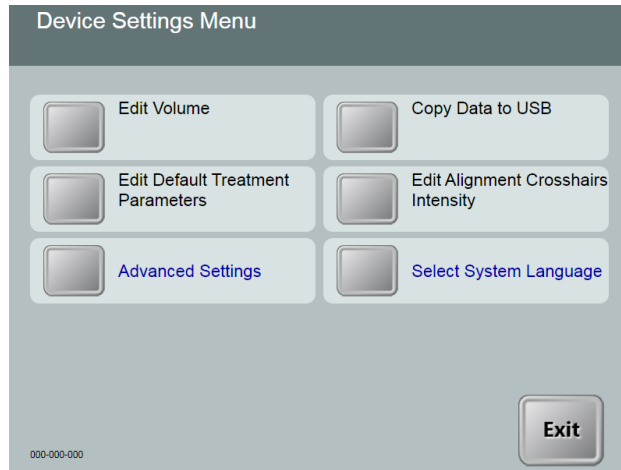 Device Settings Menu
Edit Volume
Copy Data to USB
Edit Default Treatment
Parameters
Edit Alignment Crosshairs
Intensity
Advanced Settings
Select System Language
Exit
000-000-000